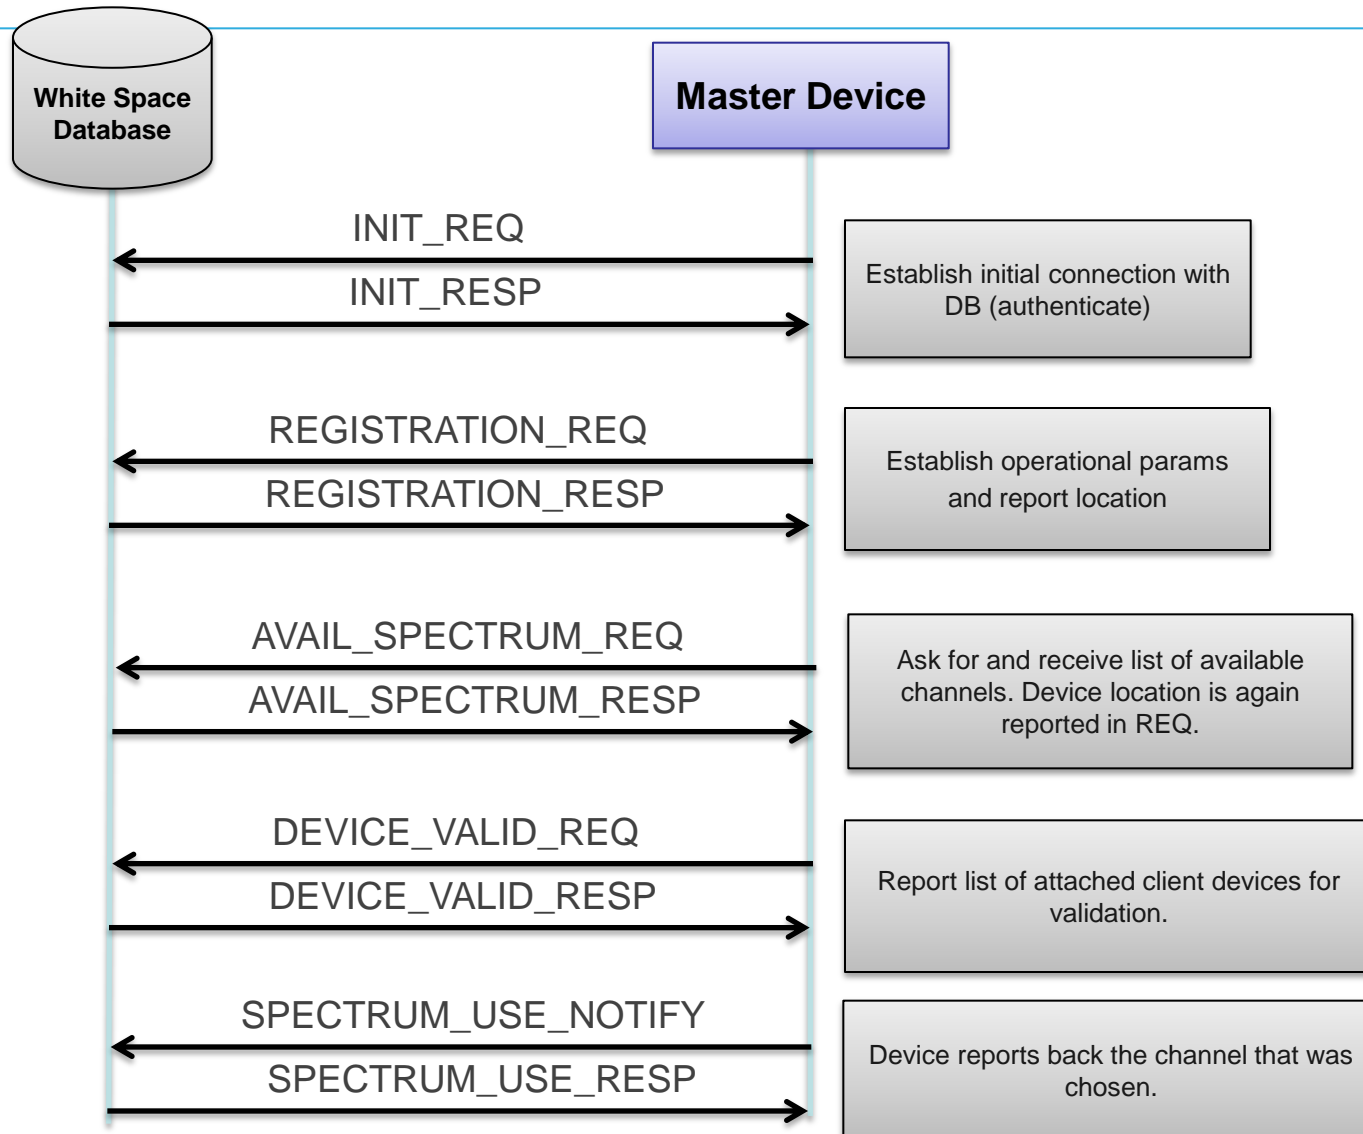 White Space
Database
Master Device
INIT_REQ
INIT_RESP
Establish initial connection with
DB (authenticate)
REGISTRATION_REQ
REGISTRATION_RESP
Establish operational params
and report location
AVAIL_SPECTRUM_REQ
AVAIL_SPECTRUM_RESP
Ask for and receive list of available
channels. Device location is again
reported in REQ.
DEVICE_VALID_REQ
DEVICE_VALID_RESP
Report list of attached client devices for
validation.
SPECTRUM_USE_NOTIFY
SPECTRUM_USE_RESP
Device reports back the channel that was
chosen.